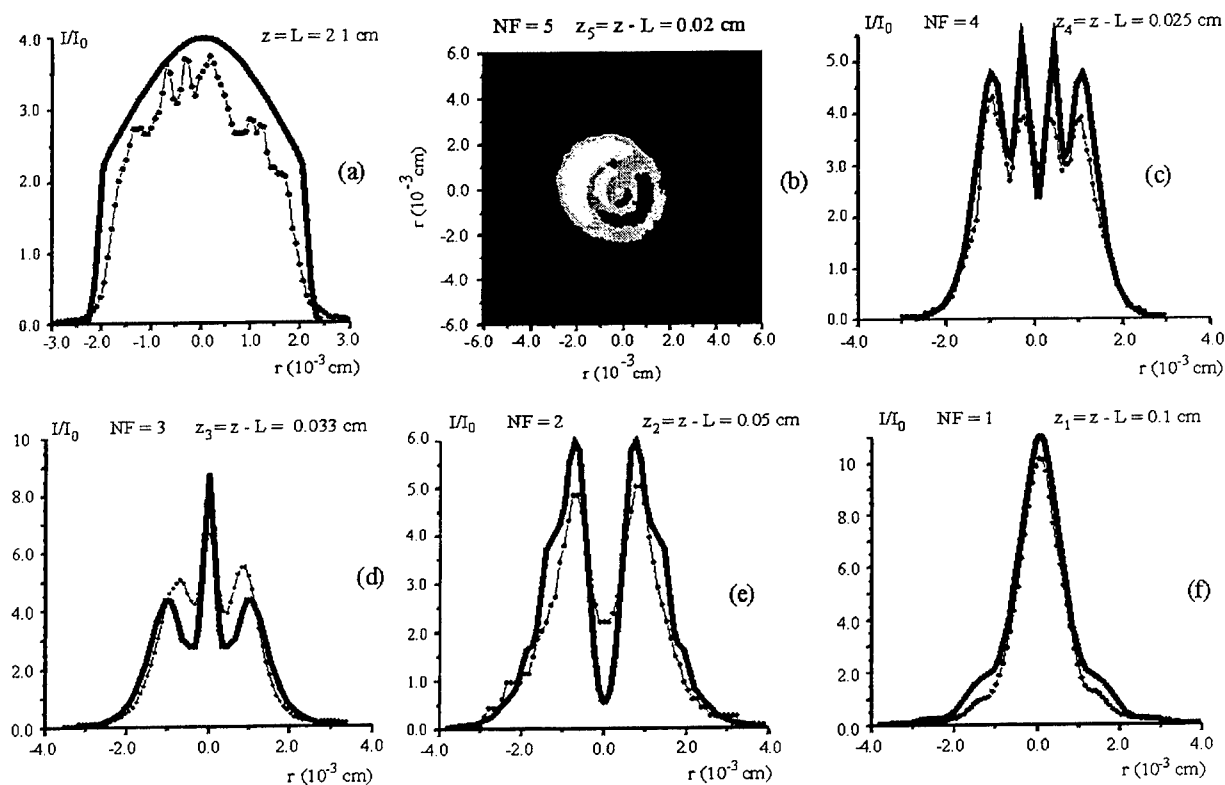 I/I₀ z = L = 2 1 cm
4.0
3.0
2.0
1.0
0.0
-3.0 -2.0 -1.0 0.0 1.0 2.0 3.0
r (10⁻³ cm)
(a)
NF = 5 z₅ = z - L = 0.02 cm
6.0
4.0
2.0
0.0
-2.0
-4.0
-6.0
r (10⁻³ cm)
-6.0 -4.0 -2.0 0.0 2.0 4.0 6.0
r (10⁻³ cm)
(b)
I/I₀ NF = 4 z₄ = z - L = 0.025 cm
5.0
4.0
3.0
2.0
1.0
0.0
-4.0 -2.0 0.0 2.0 4.0
r (10⁻³ cm)
(c)
I/I₀ NF = 3 z₃ = z - L = 0.033 cm
10
8.0
6.0
4.0
2.0
0.0
-4.0 -2.0 0.0 2.0 4.0
r (10⁻³ cm)
(d)
I/I₀ NF = 2 z₂ = z - L = 0.05 cm
6.0
5.0
4.0
3.0
2.0
1.0
0.0
-4.0 -2.0 0.0 2.0 4.0
r (10⁻³ cm)
(e)
I/I₀ NF = 1 z₁ = z - L = 0.1 cm
10
8.0
6.0
4.0
2.0
0.0
-4.0 -2.0 0.0 2.0 4.0
r (10⁻³ cm)
(f)